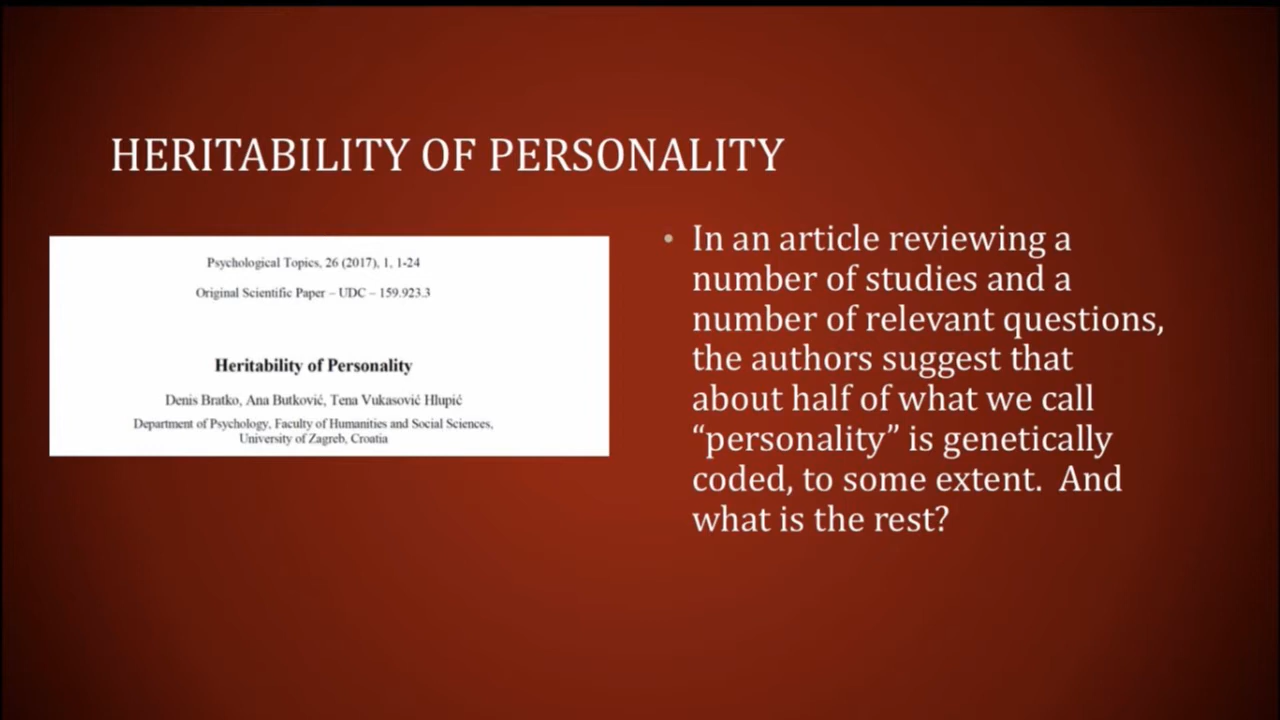 HERITABILITY OF PERSONALITY
Psychological Topics, 26 (2017), 1, 1-24
Original Scientific Paper – UDC – 159.923.3
Heritability of Personality
Denis Bratko, Ana Butković, Tena Vukasović Hlupić
Department of Psychology, Faculty of Humanities and Social Sciences,
University of Zagreb, Croatia
• In an article reviewing a
number of studies and a
number of relevant questions,
the authors suggest that
about half of what we call
“personality” is genetically
coded, to some extent.  And
what is the rest?